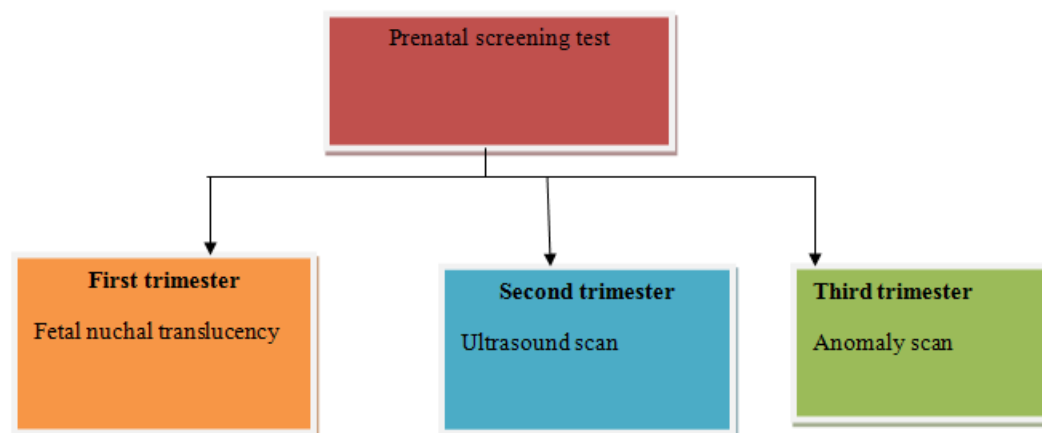 Prenatal screening test
First trimester
Fetal nuchal translucency
Second trimester
Ultrasound scan
Third trimester
Anomaly scan